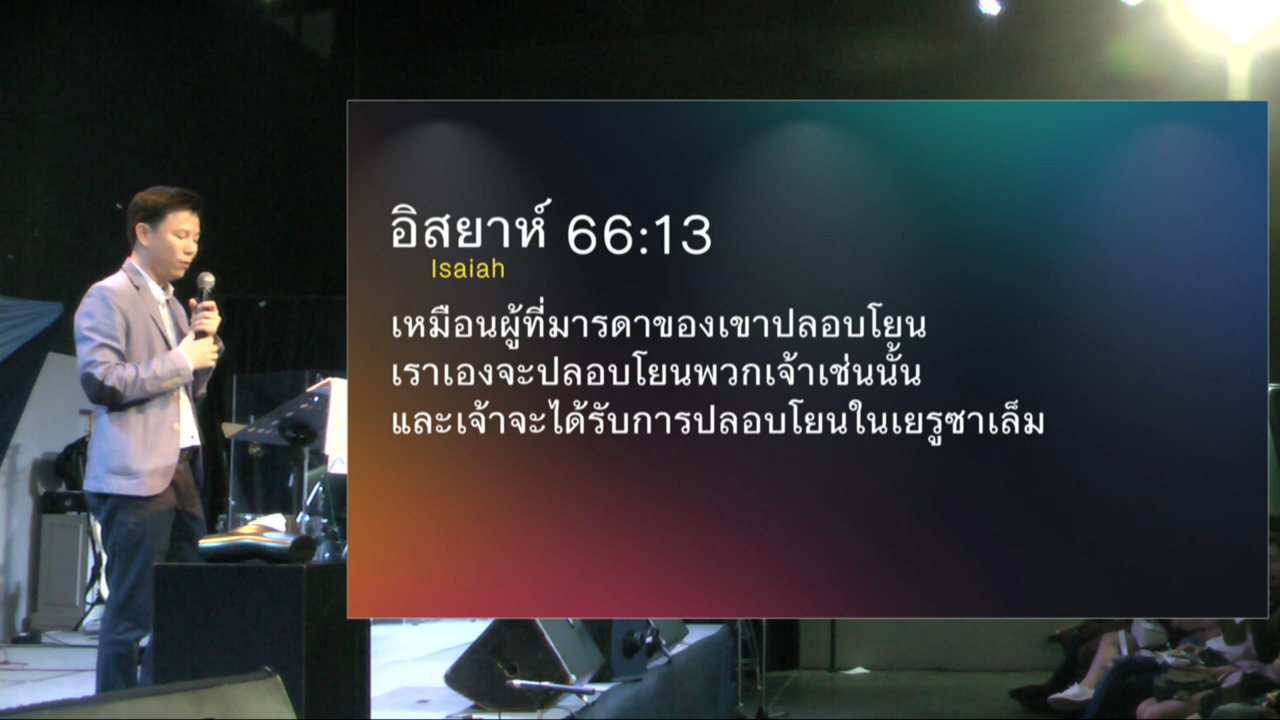 อิสยาห์ 66:13
Isaiah
เหมือนผู้ที่มารดาของเขาปลอบโยน
เราเองจะปลอบโยนพวกเจ้าเช่นนั้น
และเจ้าจะได้รับการปลอบโยนในเยรูซาเล็ม